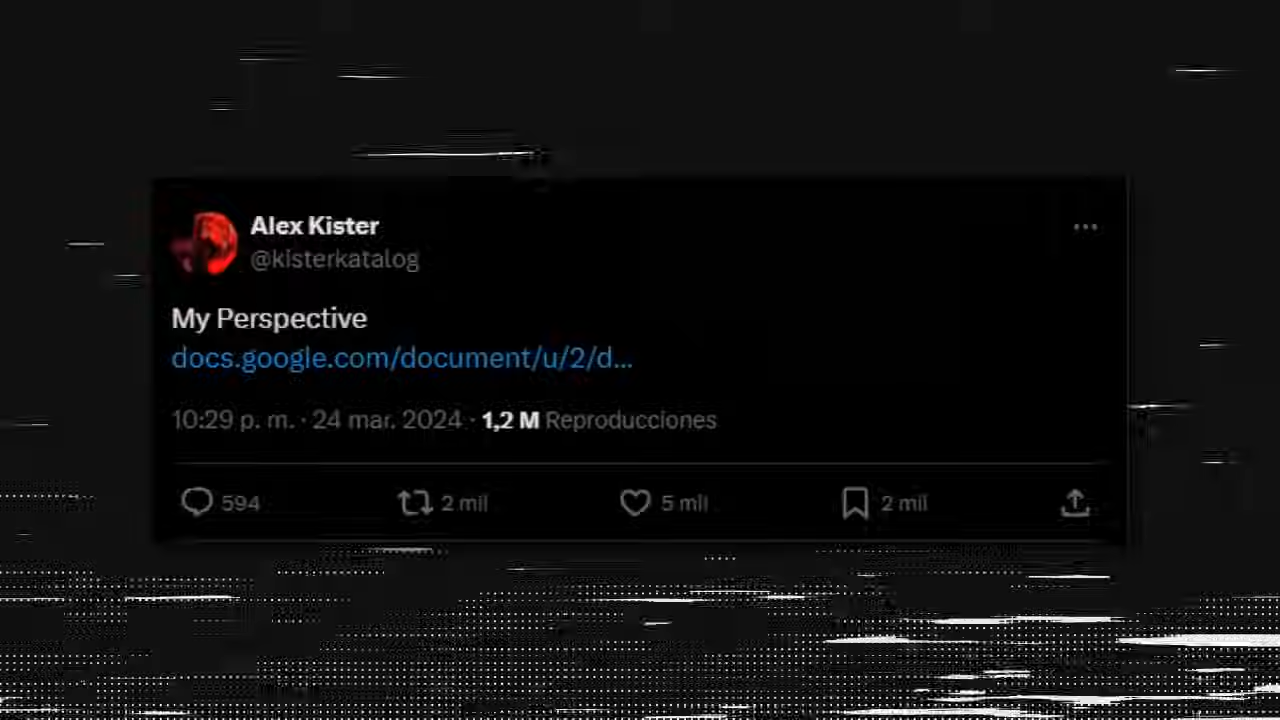 Alex Kister
@kisterkatalog
My Perspective
docs.google.com/document/u/2/d...
10:29 p. m. · 24 mar. 2024 · 1,2 M Reproducciones
594 2 mil 5 mil 2 mil